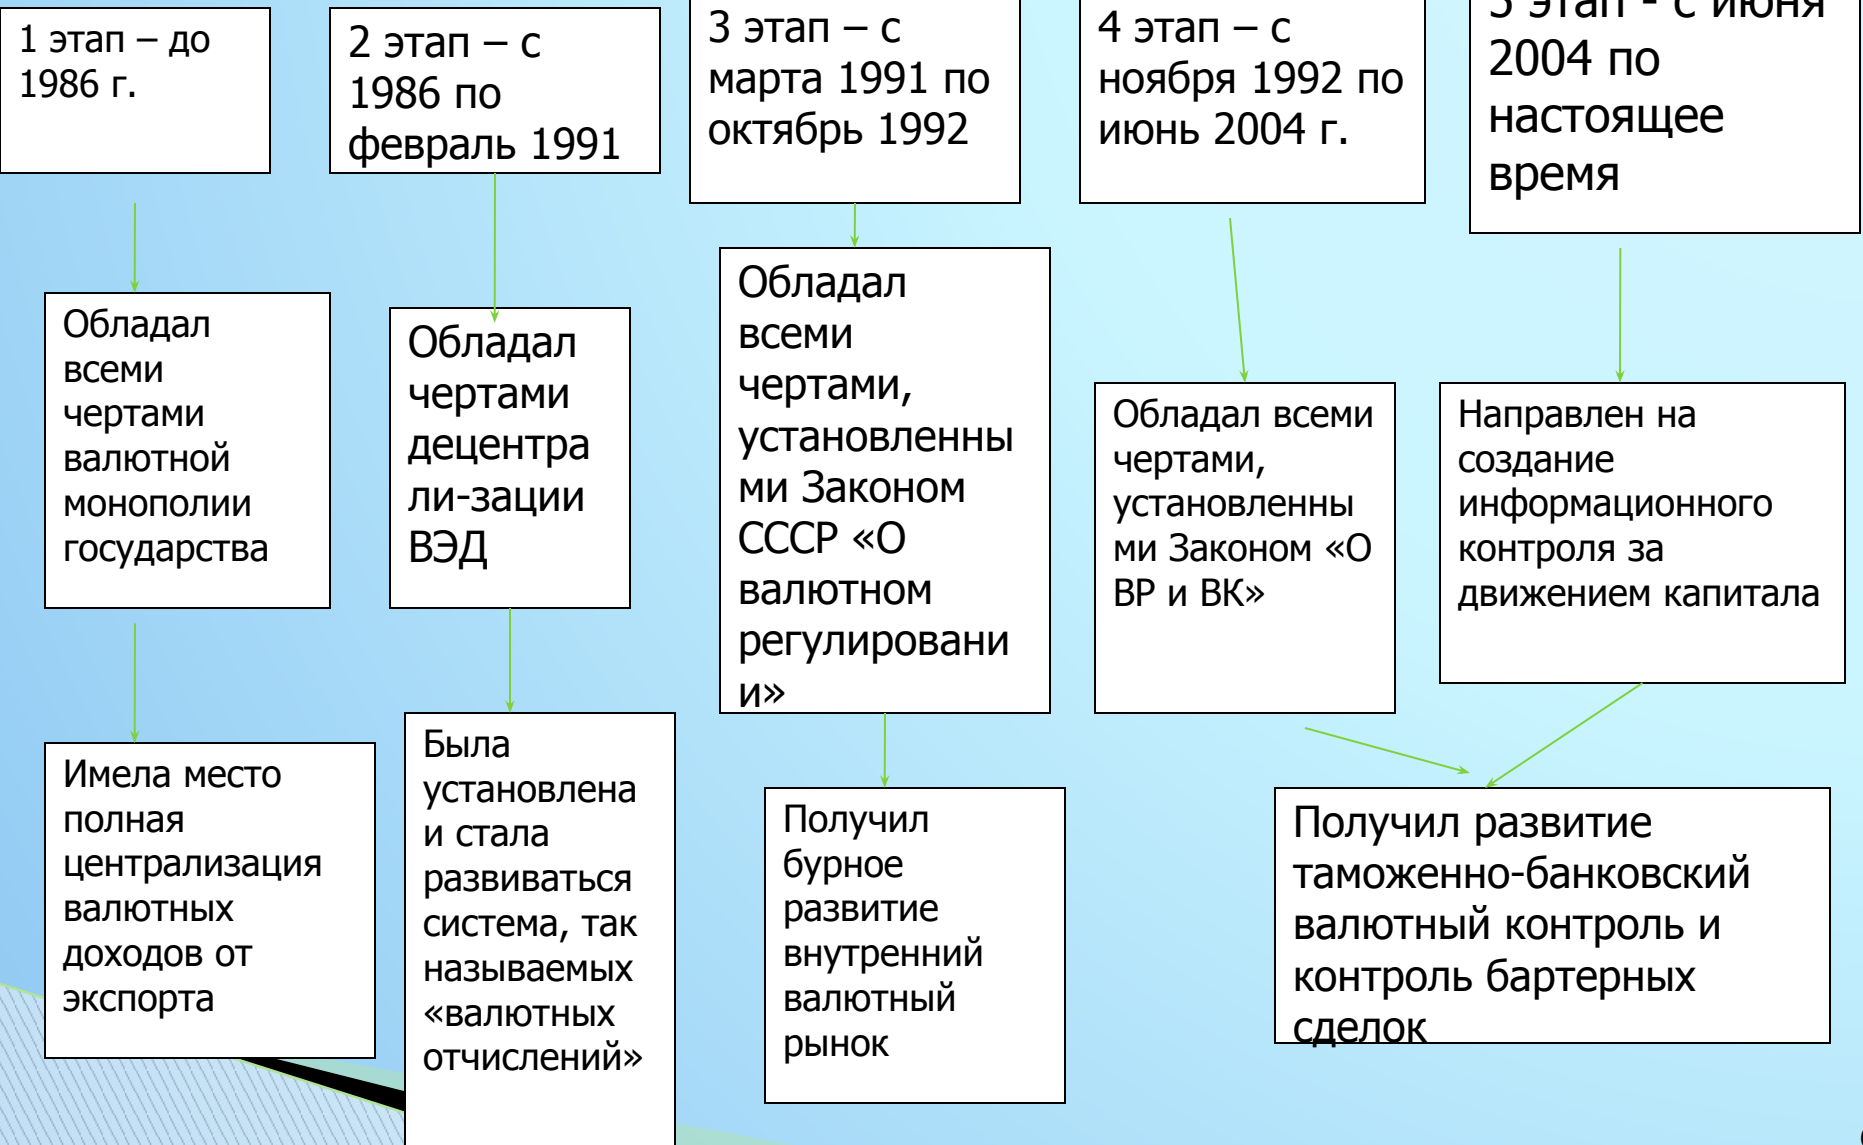 1 этап – до
1986 г.
2 этап – с
1986 по
февраль 1991
3 этап – с
марта 1991 по
октябрь 1992
4 этап – с
ноября 1992 по
июнь 2004 г.
5 этап - с июня
2004 по
настоящее
время
Обладал
всеми
чертами
валютной
монополии
государства
Обладал
чертами
децентра
ли-зации
ВЭД
Обладал
всеми
чертами,
установленны
ми Законом
СССР «О
валютном
регулировани
и»
Обладал всеми
чертами,
установленны
ми Законом «О
ВР и ВК»
Направлен на
создание
информационного
контроля за
движением капитала
Имела место
полная
централизация
валютных
доходов от
экспорта
Была
установлена
и стала
развиваться
система, так
называемых
«валютных
отчислений»
Получил
бурное
развитие
внутренний
валютный
рынок
Получил развитие
таможенно-банковский
валютный контроль и
контроль бартерных
сделок